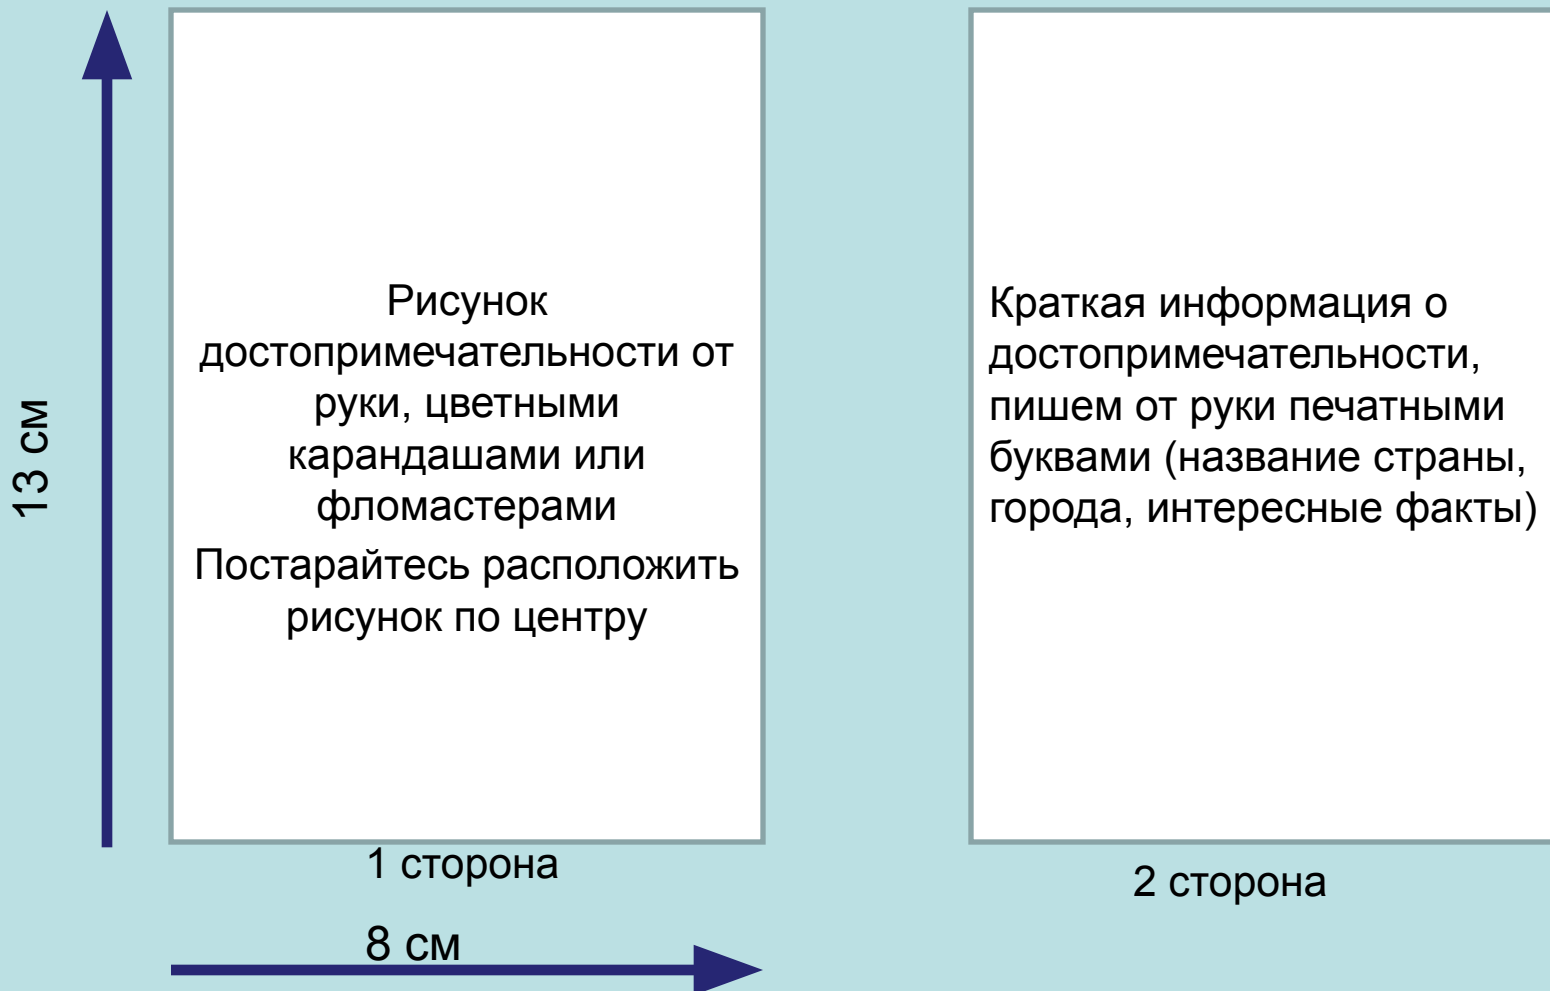 13 см
Рисунок
достопримечательности от
руки, цветными
карандашами или
фломастерами
Постарайтесь расположить
рисунок по центру
1 сторона
8 см
Краткая информация о
достопримечательности,
пишем от руки печатными
буквами (название страны,
города, интересные факты)
2 сторона